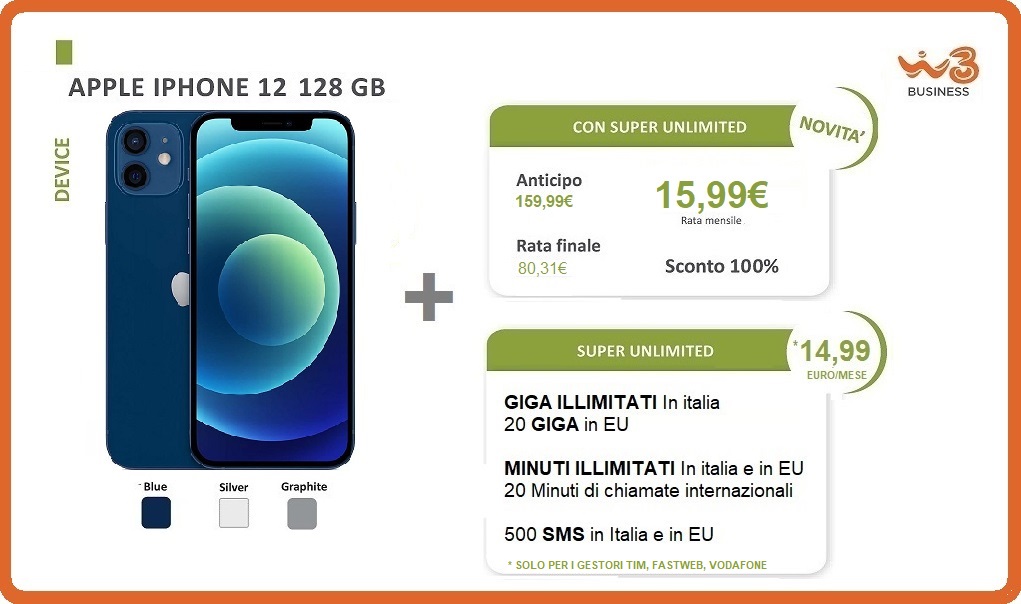 APPLE IPHONE 12 128 GB
DEVICE
Blue
Silver
Graphite
W3
BUSINESS
CON SUPER UNLIMITED
NOVITA'
Anticipo
159,99€
15,99€
Rata mensile
Rata finale
80,31€
Sconto 100%
+
SUPER UNLIMITED
*14,99
EURO/MESE
GIGA ILLIMITATI In italia
20 GIGA in EU
MINUTI ILLIMITATI In italia e in EU
20 Minuti di chiamate internazionali
500 SMS in Italia e in EU
* SOLO PER I GESTORI TIM, FASTWEB, VODAFONE